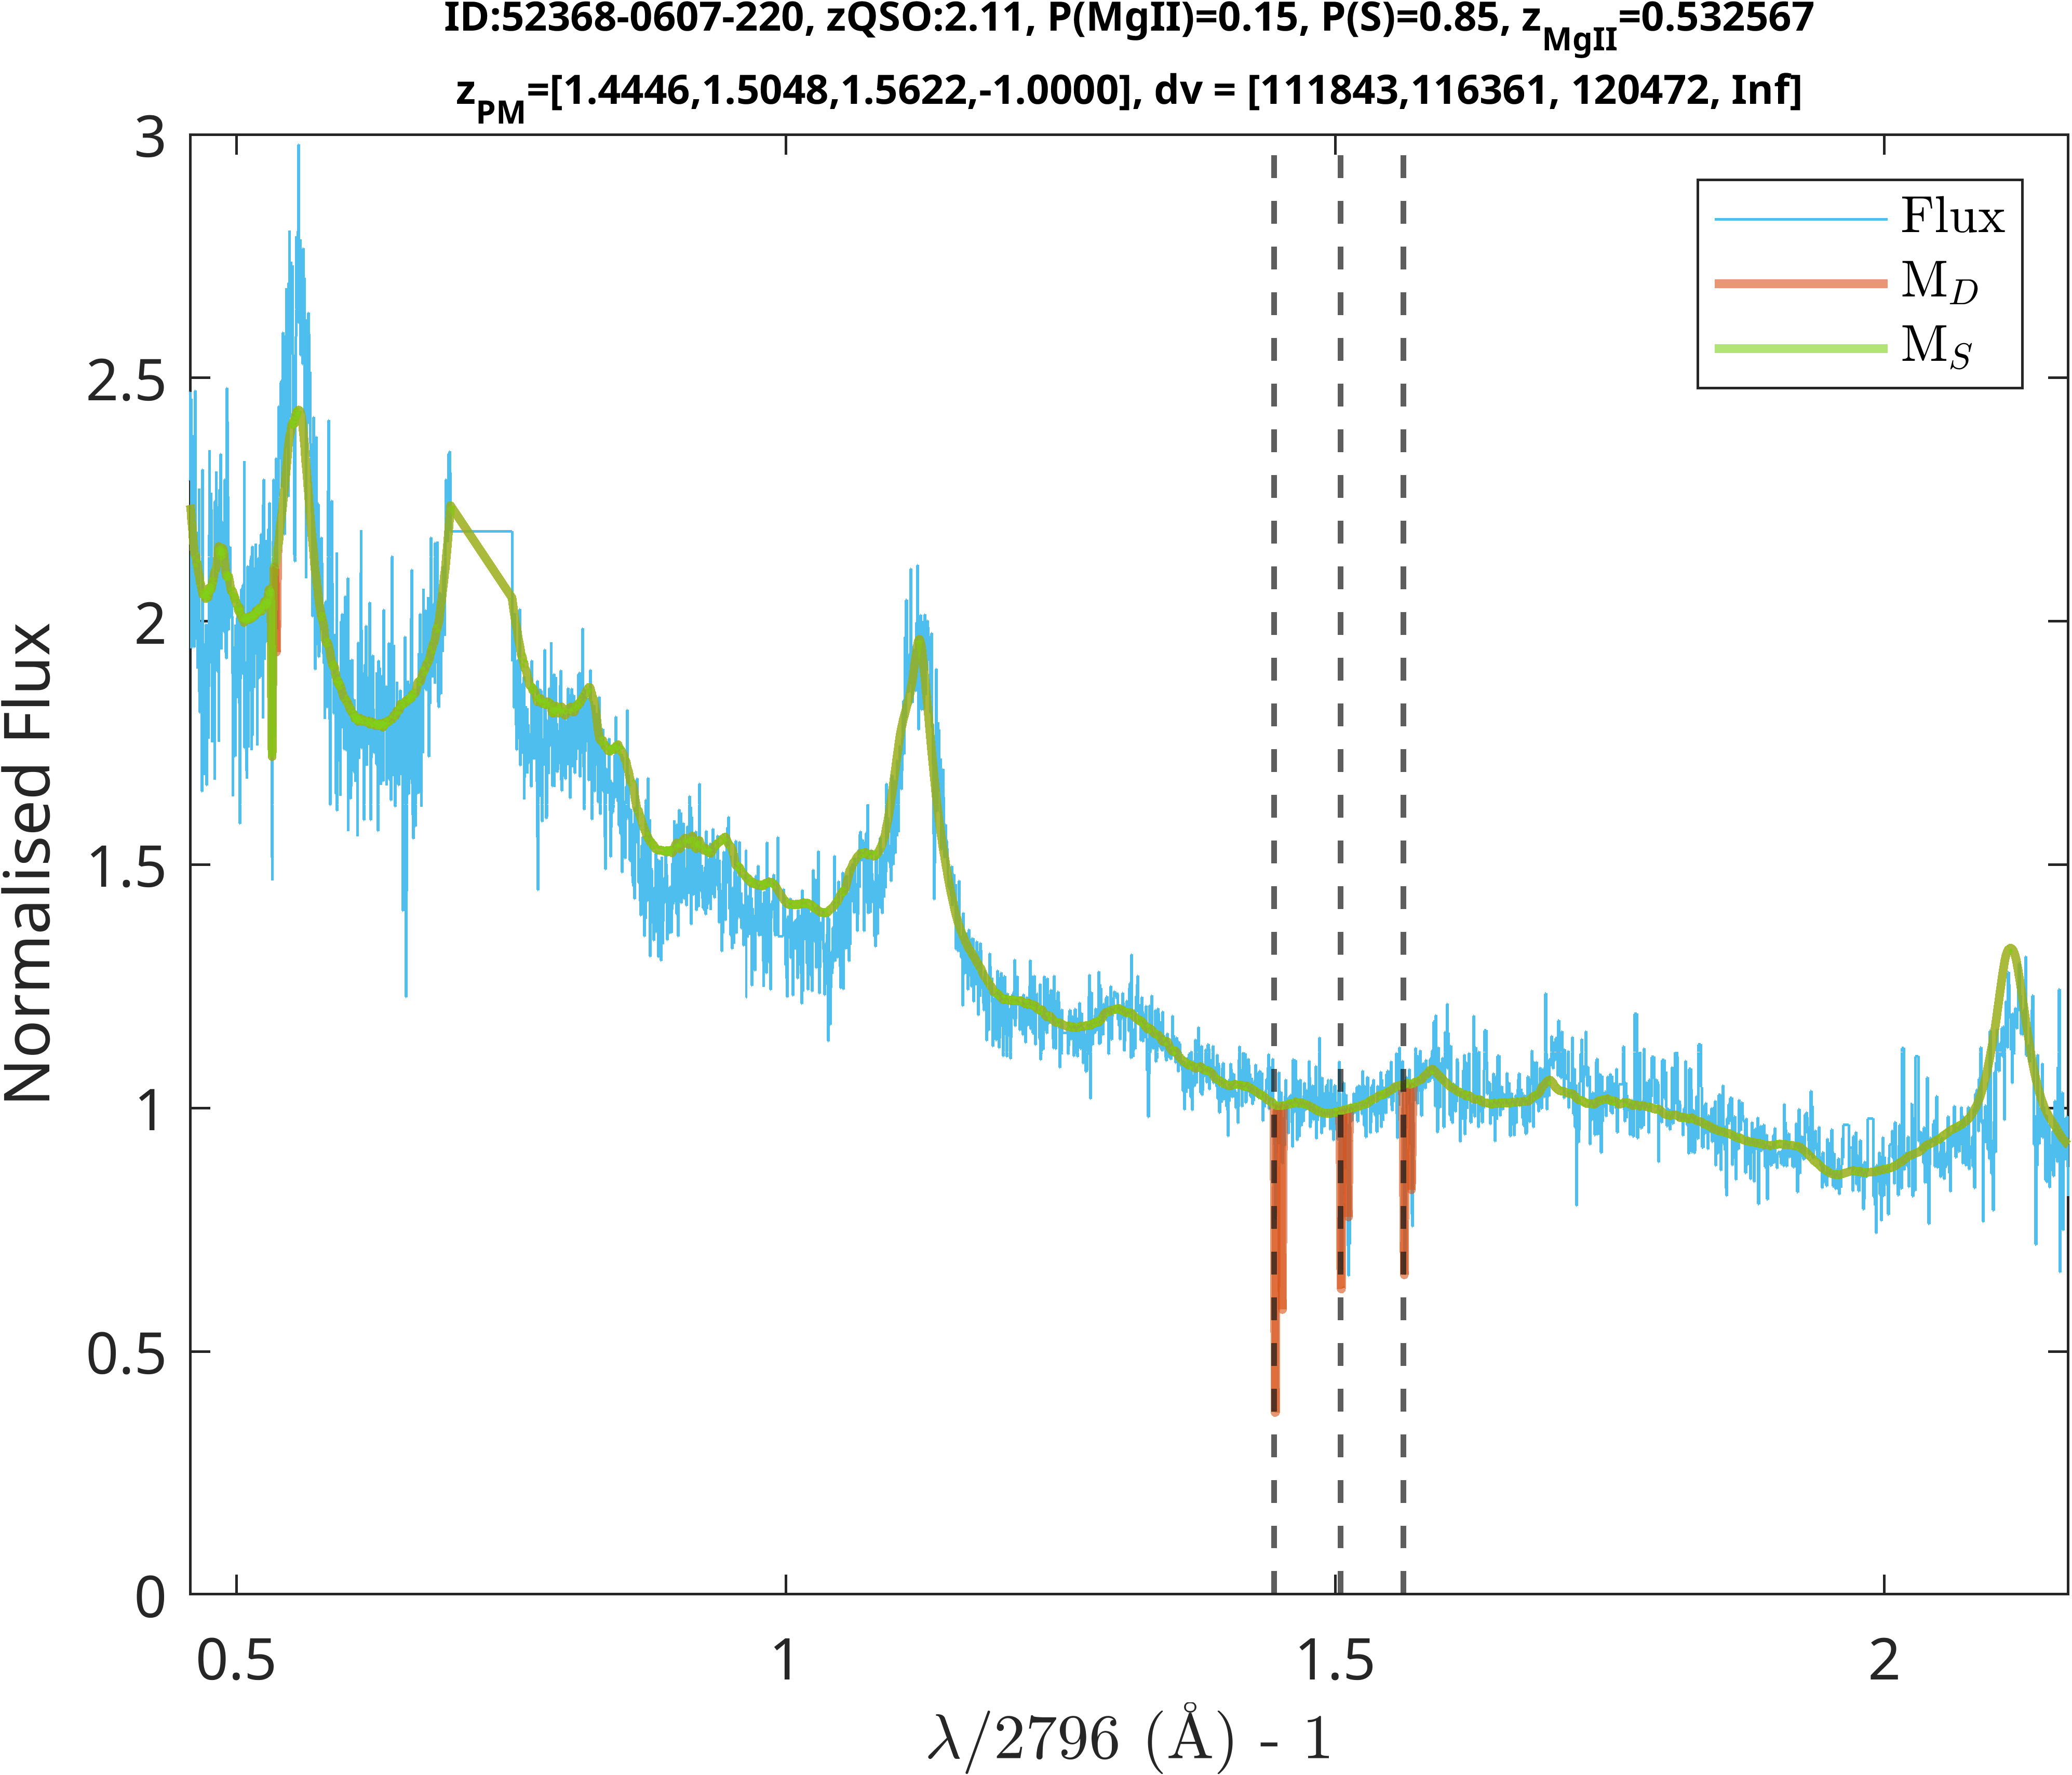 ID:52368-0607-220, zQSO:2.11, P(MgII)=0.15, P(S)=0.85, zMgII=0.532567
zPM=[1.4446,1.5048,1.5622,-1.0000], dv = [111843,116361, 120472, Inf]
3
2.5
2
1.5
1
0.5
0
Normalised Flux
Flux
MD
MS
0.5
1
1.5
2
λ/2796 (Å) - 1